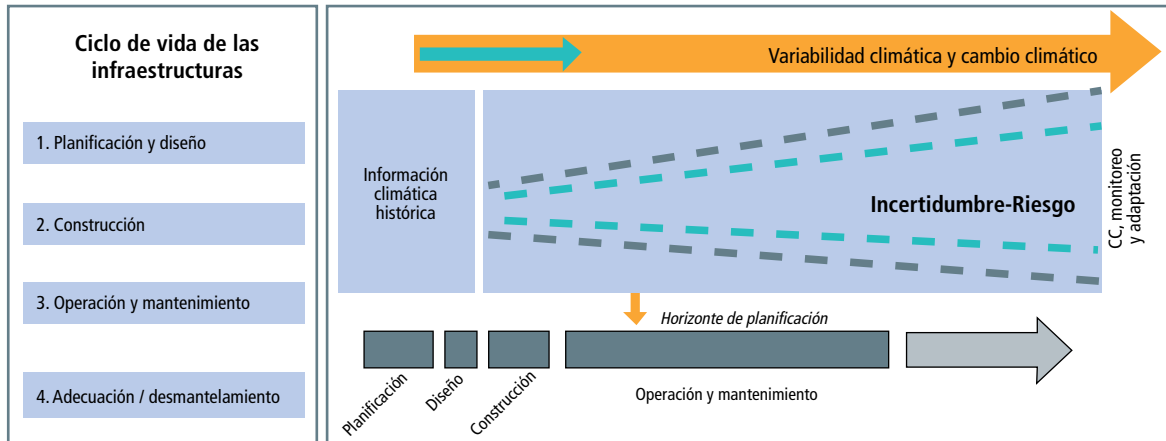 Ciclo de vida de las
infraestructuras
1. Planificación y diseño
2. Construcción
3. Operación y mantenimiento
4. Adecuación / desmantelamiento
Variabilidad climática y cambio climático
Información
climática
histórica
Incertidumbre-Riesgo
CC, monitoreo
y adaptación
Horizonte de planificación
Planificación
Diseño
Construcción
Operación y mantenimiento